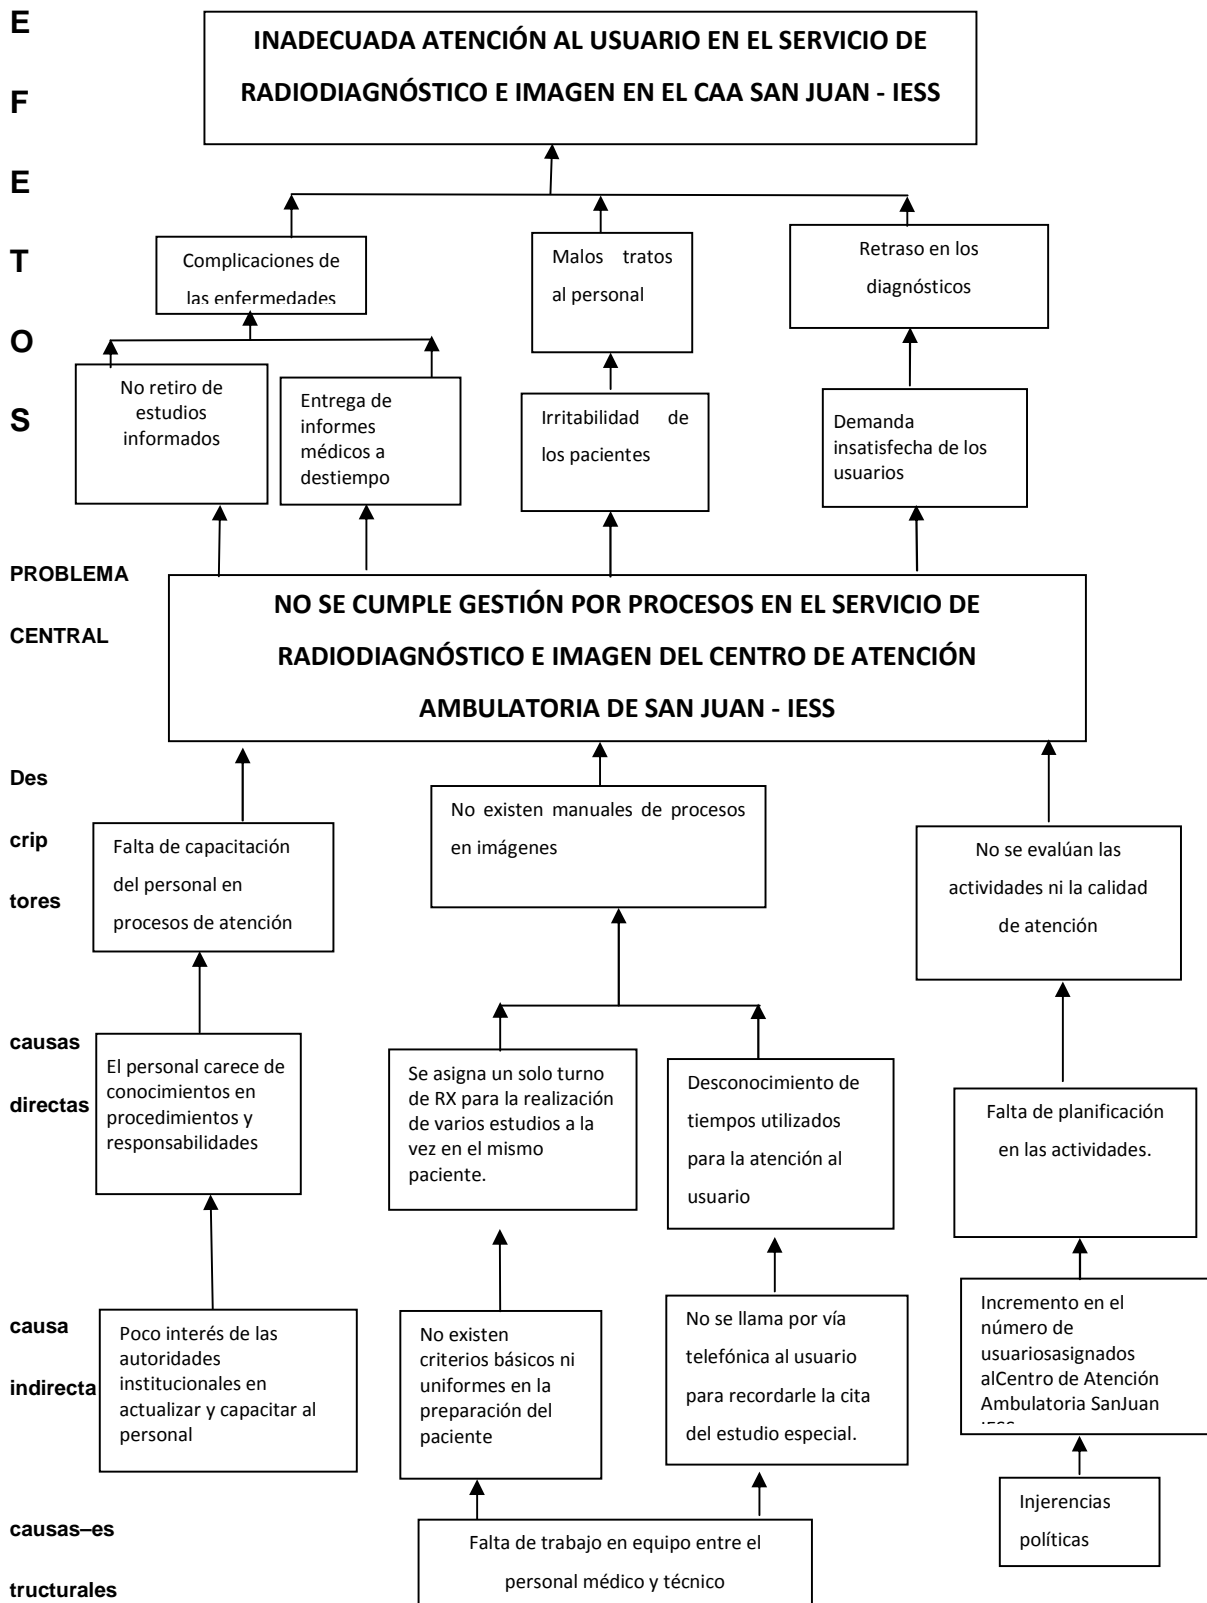 E
F
E
T
O
S
INADECUADA ATENCIÓN AL USUARIO EN EL SERVICIO DE
RADIODIAGNÓSTICO E IMAGEN EN EL CAA SAN JUAN - IESS
Complicaciones de
las enfermedades
Malos tratos
al personal
Retraso en los
diagnósticos
No retiro de
estudios
informados
Entrega de
informes
médicos a
destiempo
Irritabilidad de
los pacientes
Demanda
insatisfecha de los
usuarios
PROBLEMA
CENTRAL
NO SE CUMPLE GESTIÓN POR PROCESOS EN EL SERVICIO DE
RADIODIAGNÓSTICO E IMAGEN DEL CENTRO DE ATENCIÓN
AMBULATORIA DE SAN JUAN - IESS
Des
crip
tores
Falta de capacitación
del personal en
procesos de atención
No existen manuales de procesos
en imágenes
No se evalúan las
actividades ni la calidad
de atención
causas
directas
El personal carece de
conocimientos en
procedimientos y
responsabilidades
Se asigna un solo turno
de RX para la realización
de varios estudios a la
vez en el mismo
paciente.
Desconocimiento de
tiempos utilizados
para la atención al
usuario
Falta de planificación
en las actividades.
causa
indirecta
Poco interés de las
autoridades
institucionales en
actualizar y capacitar al
personal
No existen
criterios básicos ni
uniformes en la
preparación del
paciente
No se llama por vía
telefónica al usuario
para recordarle la cita
del estudio especial.
Incremento en el
número de
usuariosasignados
alCentro de Atención
Ambulatoria SanJuan
IESS
causas–es
tructurales
Falta de trabajo en equipo entre el
personal médico y técnico
Injerencias
políticas